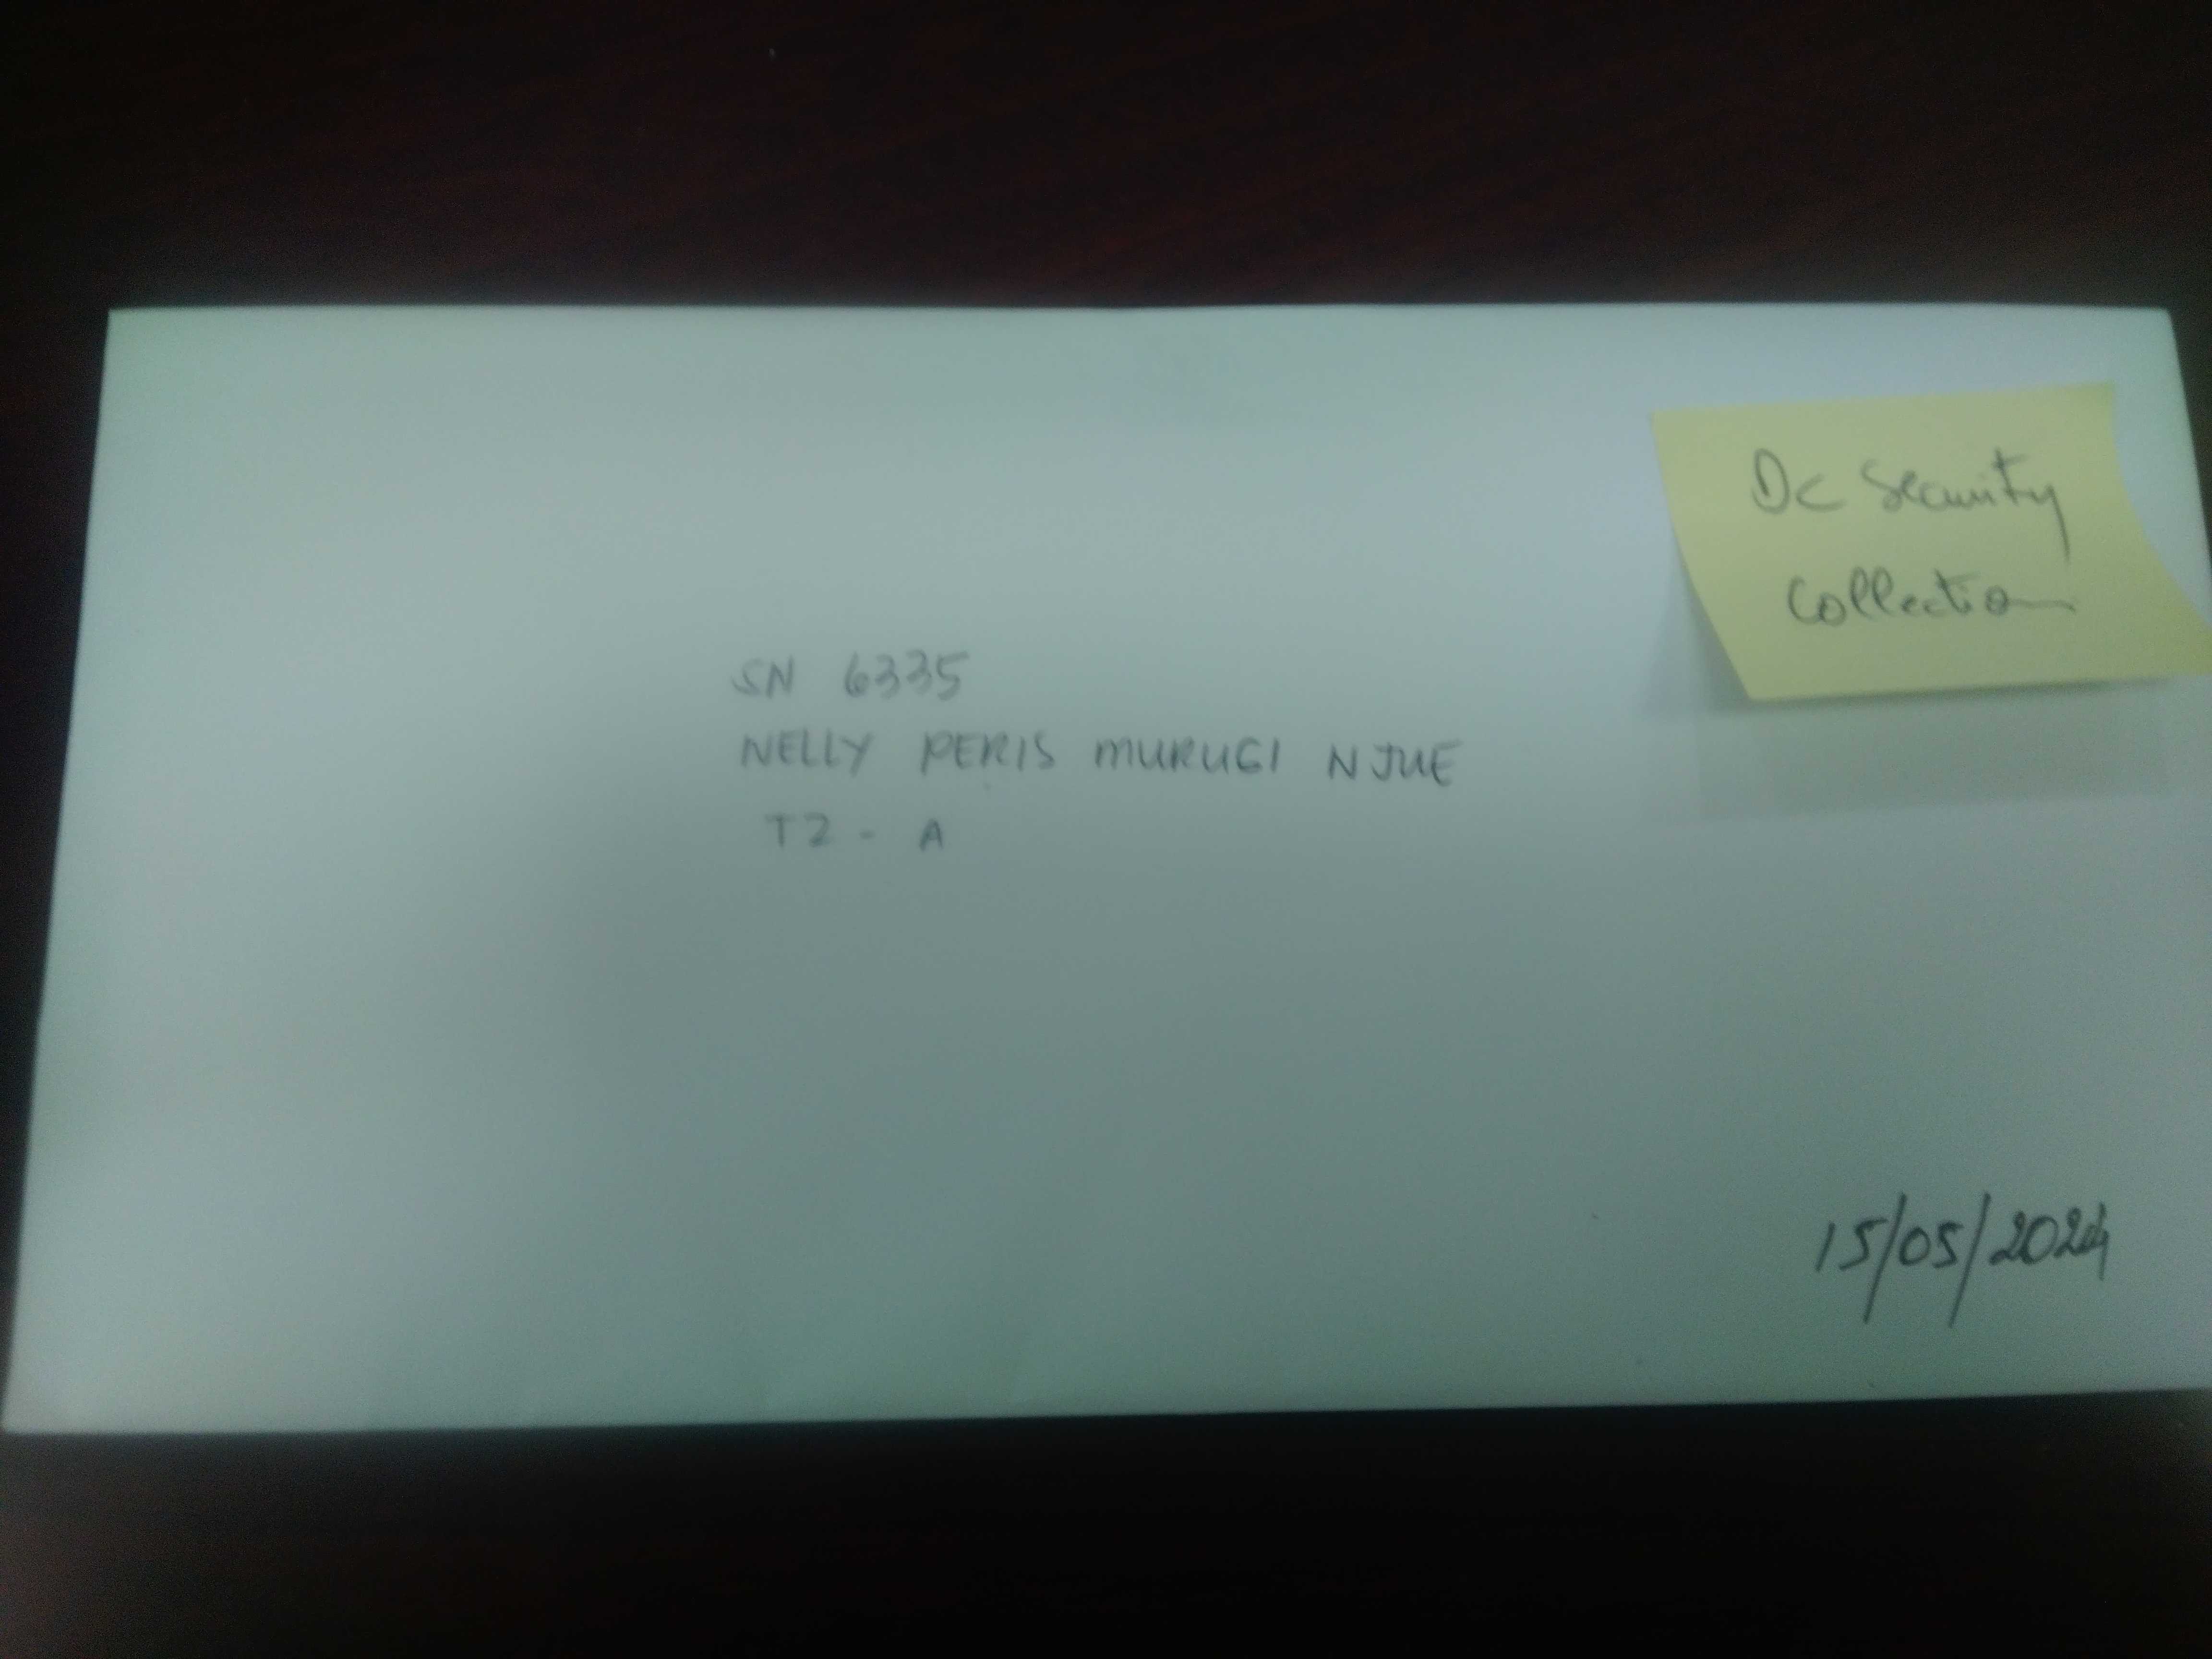 Dc Security
Collection
SN 6335
NELLY PERIS MURUGI NJUE
T2 - A
15/05/2024